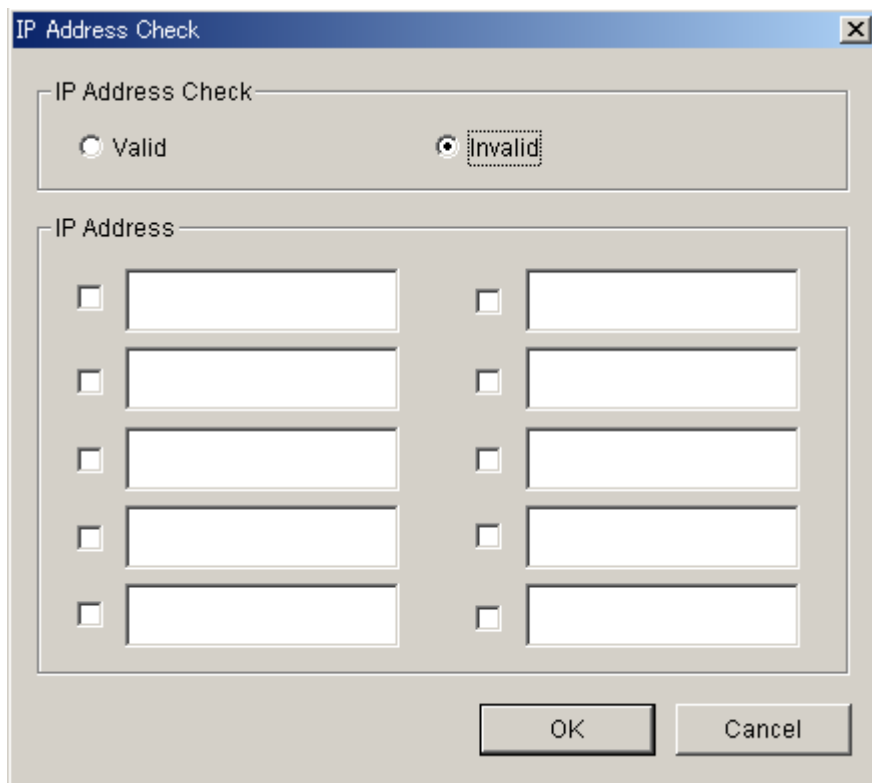 IP Address Check
IP Address Check
Valid Invalid
IP Address
OK Cancel